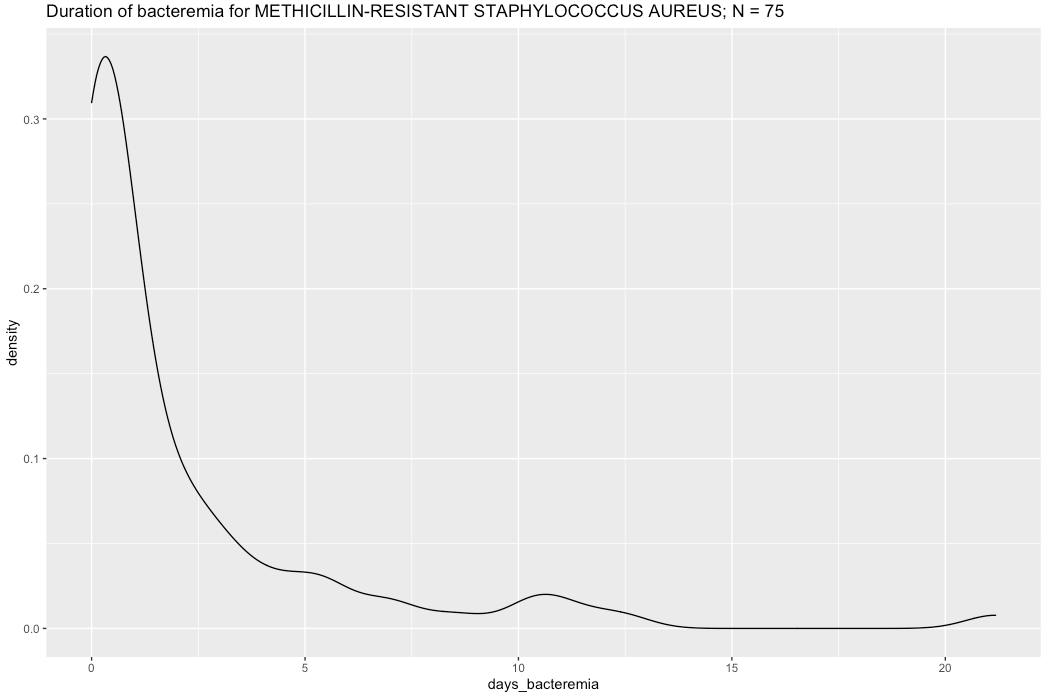 Duration of bacteremia for METHICILLIN-RESISTANT STAPHYLOCOCCUS AUREUS; N = 75
0.3
0.2
density
0.1
0.0
0 5 10 15 20
days_bacteremia